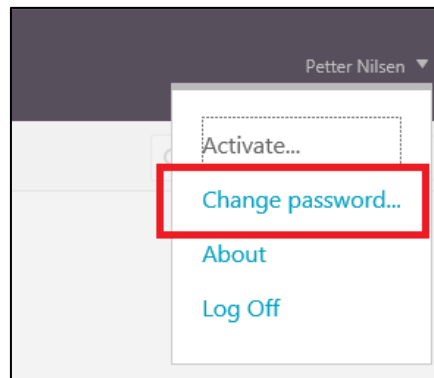 Petter Nilsen ▼
Activate...
Change password...
About
Log Off